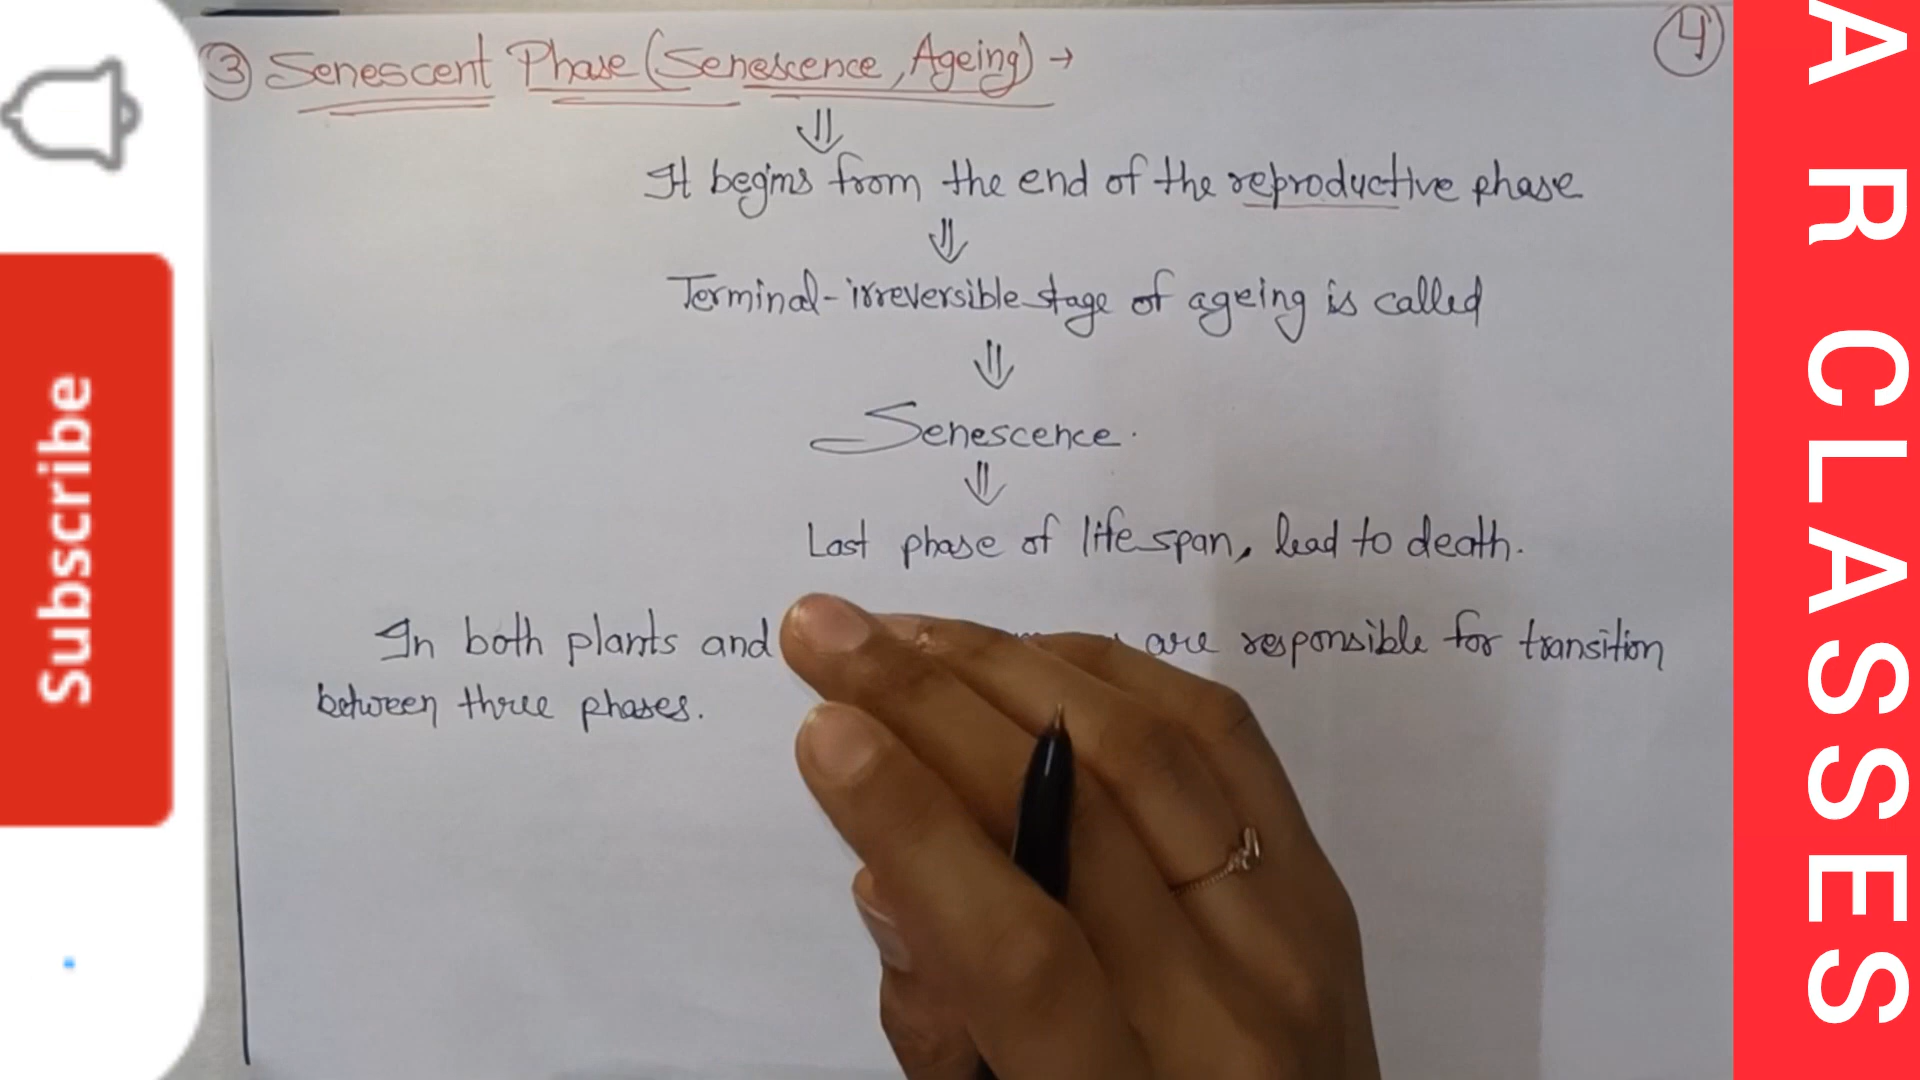 ③ Senescent Phase (Senescence, Ageing) →
④
⇓
It begins from the end of the reproductive phase
⇓
Terminal-irreversible stage of ageing is called
⇓
Senescence.
⇓
Last phase of life span, lead to death.
In both plants and are responsible for transition
between three phases.
Subscribe
A R CLASSES